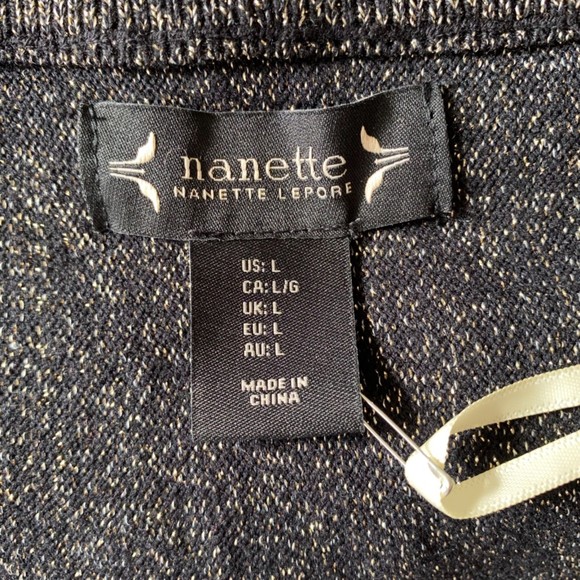 nanette
NANETTE LEPORE
US: L
CA: L/G
UK: L
EU: L
AU: L
MADE IN
CHINA